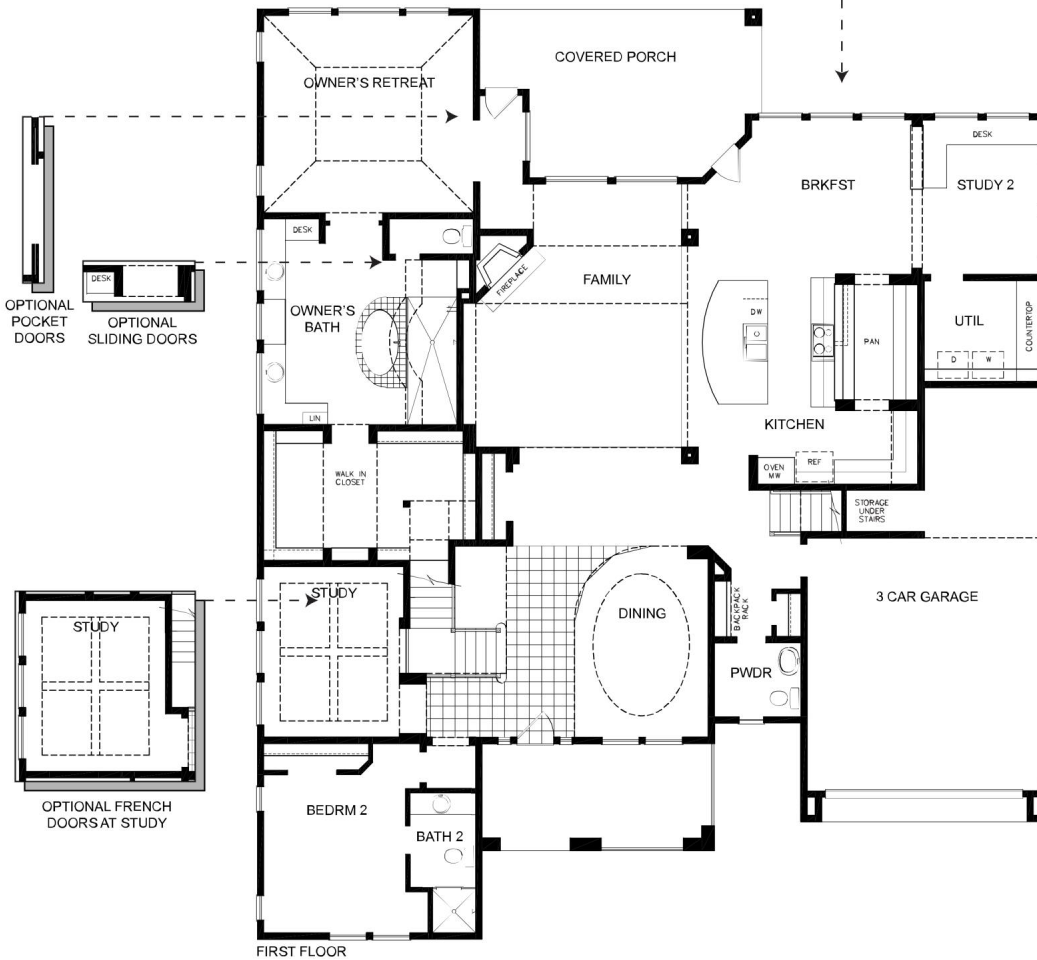 COVERED PORCH
OWNER'S RETREAT
DESK
BRKFST
STUDY 2
DESK
FIREPLACE
FAMILY
DESK
OPTIONAL
POCKET
DOORS
OPTIONAL
SLIDING DOORS
OWNER'S
BATH
DW
UTIL
COUNTERTOP
PAN
D
W
LIN
KITCHEN
WALK IN
CLOSET
OVEN
MW
REF
STORAGE
UNDER
STAIRS
STUDY
STUDY
DINING
BACKPACK
RACK
3 CAR GARAGE
PWDR
OPTIONAL FRENCH
DOORS AT STUDY
BEDRM 2
BATH 2
FIRST FLOOR